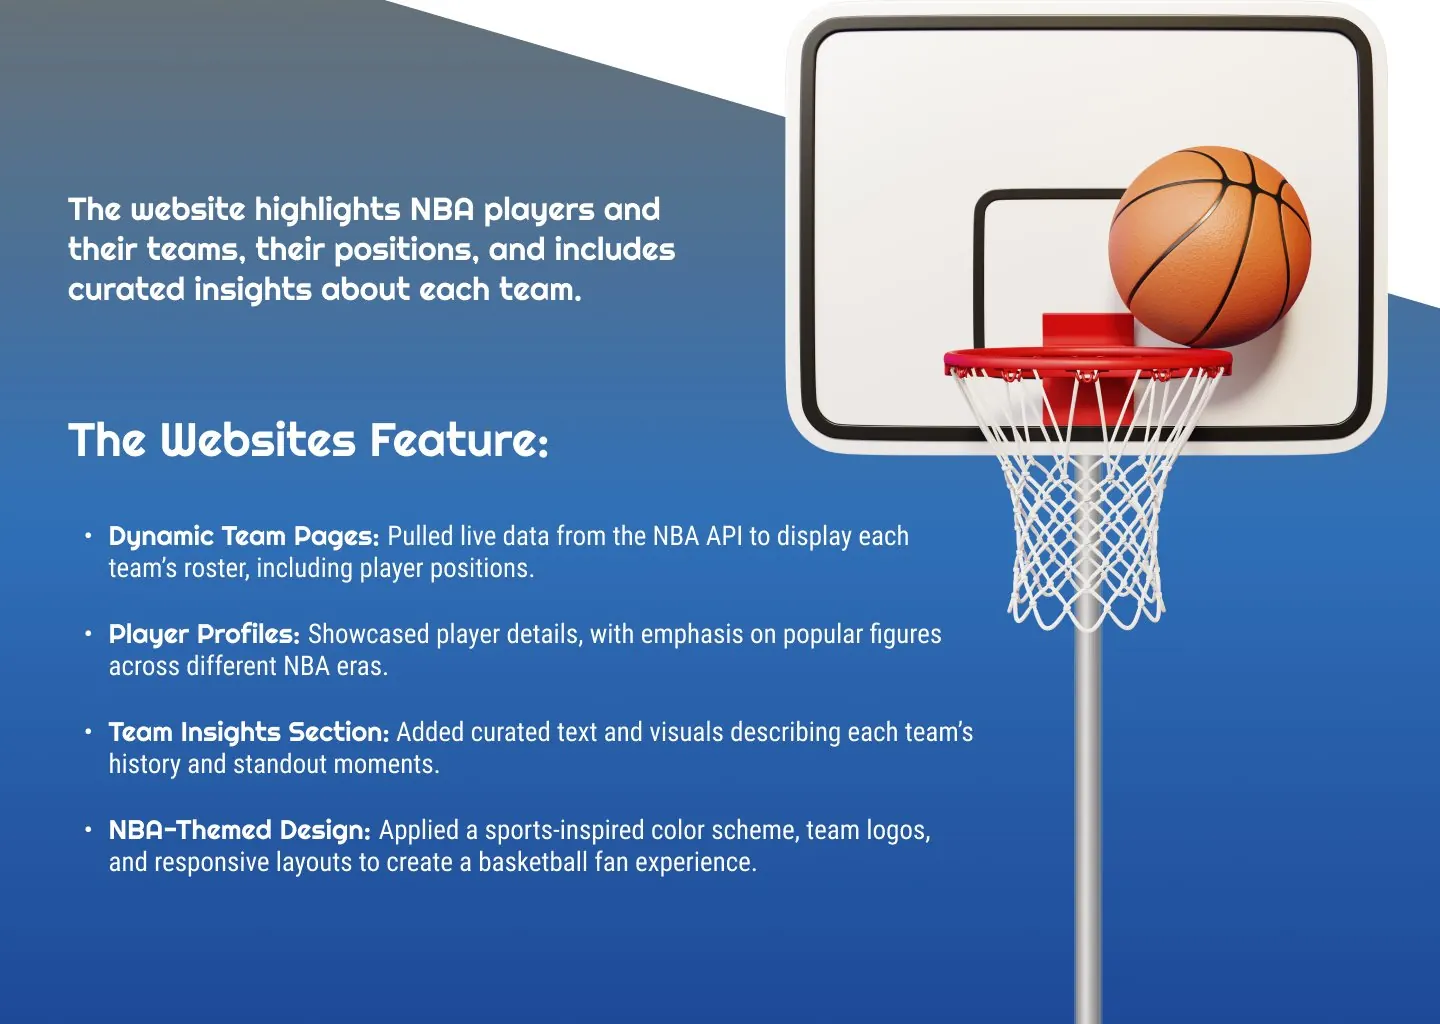 The website highlights NBA players and
their teams, their positions, and includes
curated insights about each team.
The Websites Feature:
• Dynamic Team Pages: Pulled live data from the NBA API to display each
team’s roster, including player positions.
• Player Profiles: Showcased player details, with emphasis on popular figures
across different NBA eras.
• Team Insights Section: Added curated text and visuals describing each team’s
history and standout moments.
• NBA-Themed Design: Applied a sports-inspired color scheme, team logos,
and responsive layouts to create a basketball fan experience.